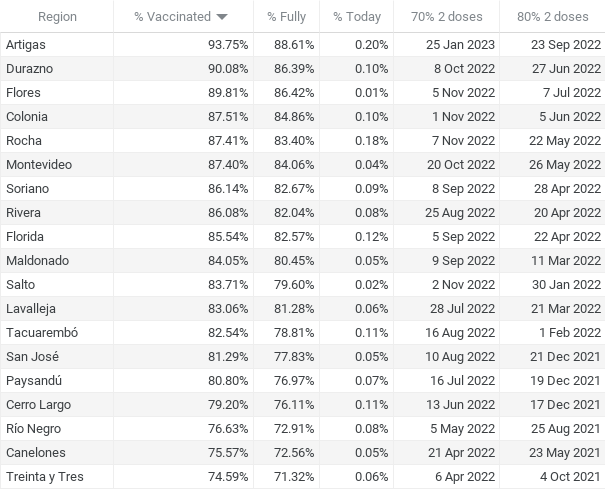 Region % Vaccinated % Fully % Today 70% 2 doses 80% 2 doses
Artigas 93.75% 88.61% 0.20% 25 Jan 2023 23 Sep 2022
Durazno 90.08% 86.39% 0.10% 8 Oct 2022 27 Jun 2022
Flores 89.81% 86.42% 0.01% 5 Nov 2022 7 Jul 2022
Colonia 87.51% 84.86% 0.10% 1 Nov 2022 5 Jun 2022
Rocha 87.41% 83.40% 0.18% 7 Nov 2022 22 May 2022
Montevideo 87.40% 84.06% 0.04% 20 Oct 2022 26 May 2022
Soriano 86.14% 82.67% 0.09% 8 Sep 2022 28 Apr 2022
Rivera 86.08% 82.04% 0.08% 25 Aug 2022 20 Apr 2022
Florida 85.54% 82.57% 0.12% 5 Sep 2022 22 Apr 2022
Maldonado 84.05% 80.45% 0.05% 9 Sep 2022 11 Mar 2022
Salto 83.71% 79.60% 0.02% 2 Nov 2022 30 Jan 2022
Lavalleja 83.06% 81.28% 0.06% 28 Jul 2022 21 Mar 2022
Tacuarembó 82.54% 78.81% 0.11% 16 Aug 2022 1 Feb 2022
San José 81.29% 77.83% 0.05% 10 Aug 2022 21 Dec 2021
Paysandú 80.80% 76.97% 0.07% 16 Jul 2022 19 Dec 2021
Cerro Largo 79.20% 76.11% 0.11% 13 Jun 2022 17 Dec 2021
Río Negro 76.63% 72.91% 0.08% 5 May 2022 25 Aug 2021
Canelones 75.57% 72.56% 0.05% 21 Apr 2022 23 May 2021
Treinta y Tres 74.59% 71.32% 0.06% 6 Apr 2022 4 Oct 2021